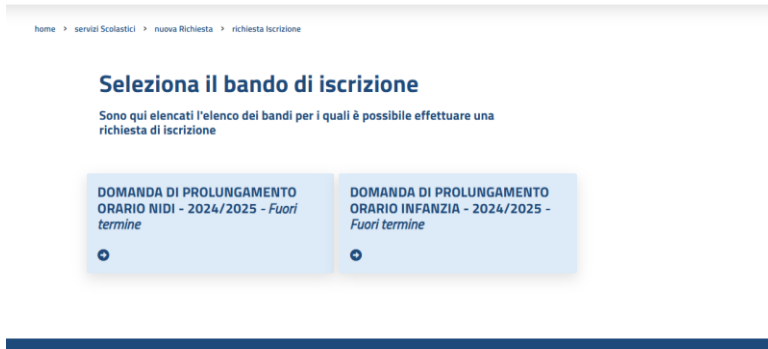 home > servizi Scolastici > nuova Richiesta > richiesta Iscrizione
Seleziona il bando di iscrizione
Sono qui elencati l'elenco dei bandi per i quali è possibile effettuare una
richiesta di iscrizione
DOMANDA DI PROLUNGAMENTO
ORARIO NIDI - 2024/2025 - Fuori
termine
DOMANDA DI PROLUNGAMENTO
ORARIO INFANZIA - 2024/2025 -
Fuori termine